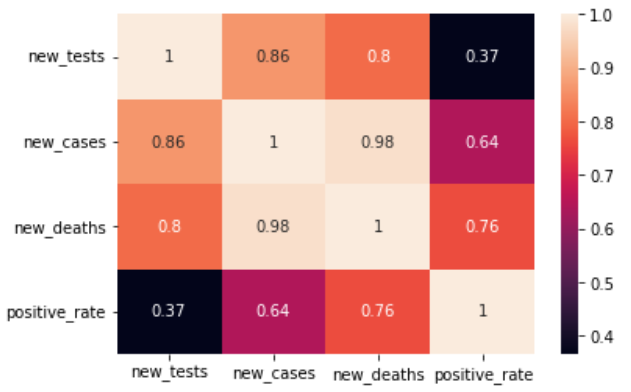 new_tests 1 0.86 0.8 0.37
new_cases 0.86 1 0.98 0.64
new_deaths 0.8 0.98 1 0.76
positive_rate 0.37 0.64 0.76 1
new_tests new_cases new_deaths positive_rate
1.0
0.9
0.8
0.7
0.6
0.5
0.4